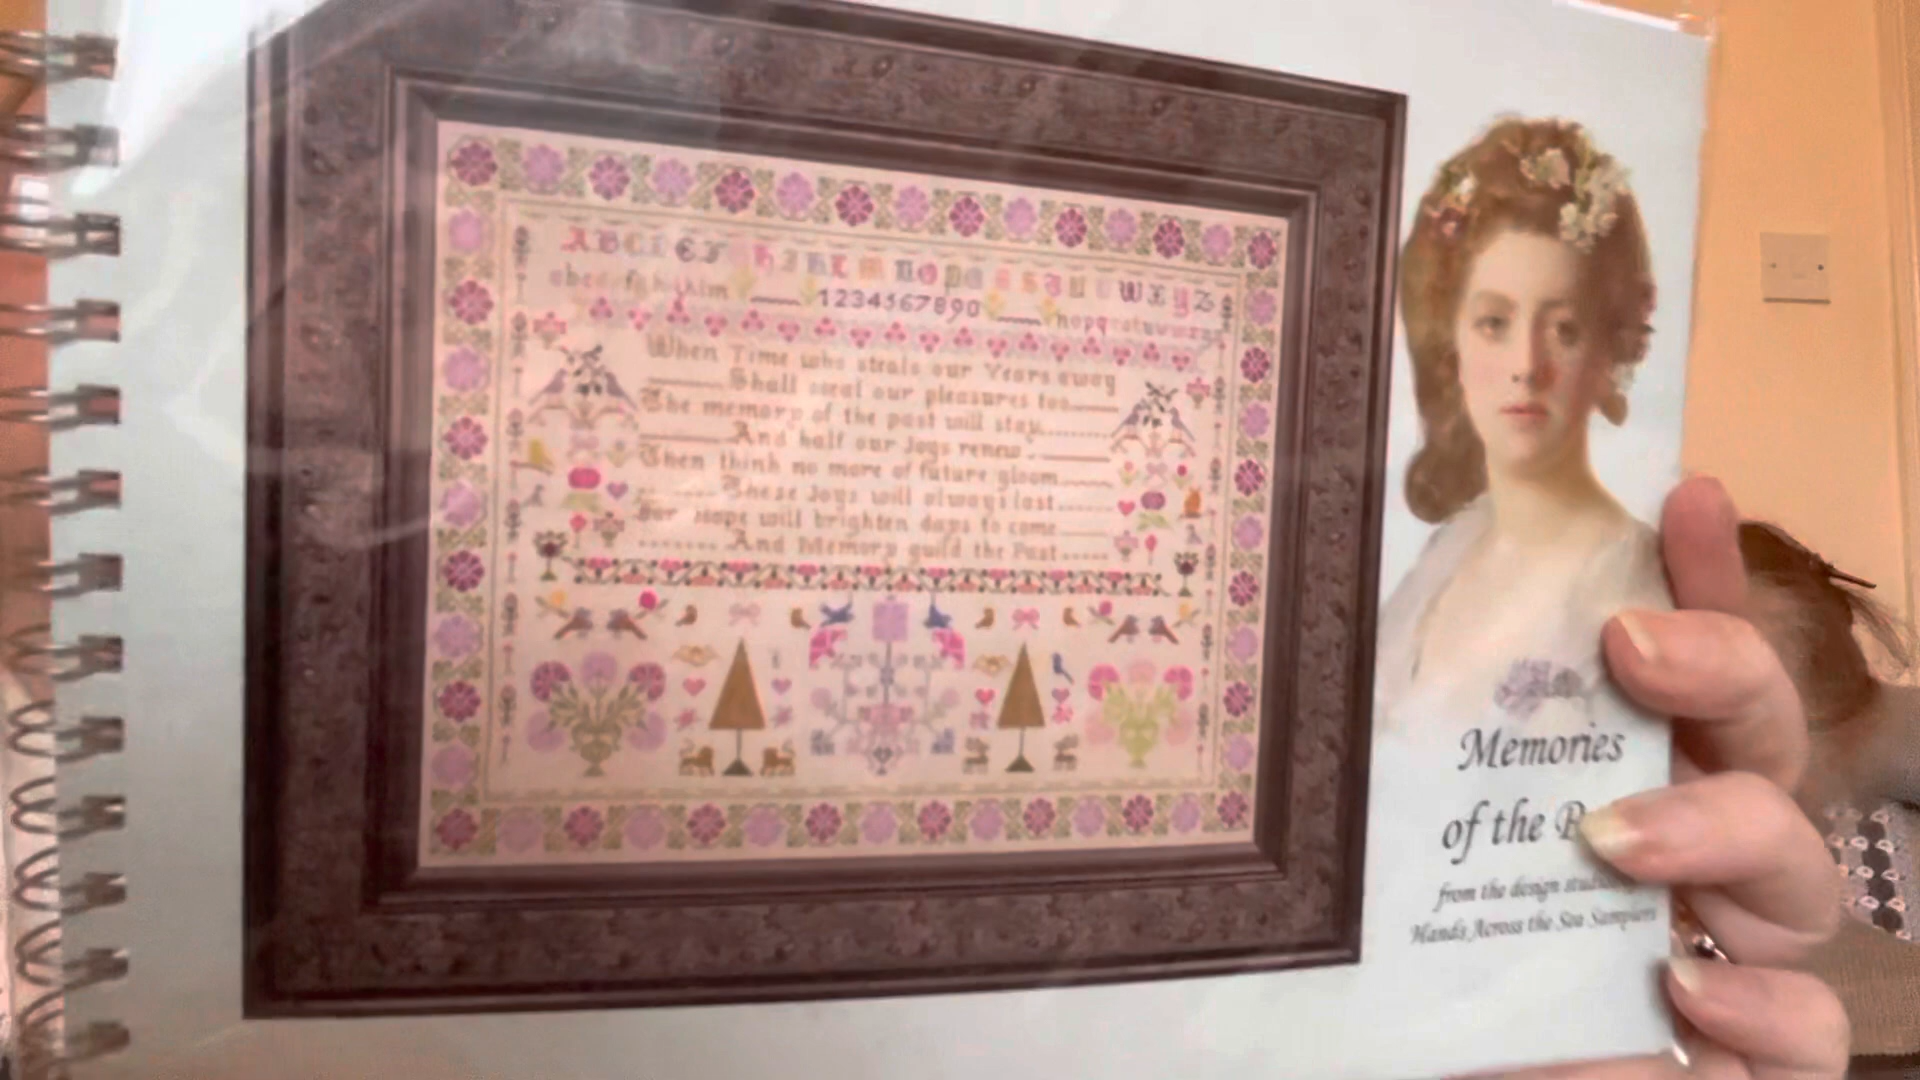 1234567890
When Time who steals our Years away
Shall steal our pleasures too
The memory of the past will stay
And half our Joys renew
Then think no more of future gloom
These Joys will always last
For Hope will brighten days to come
And Memory guild the Past
Memories
of the
from the design
Hands Across the Sea Samplers